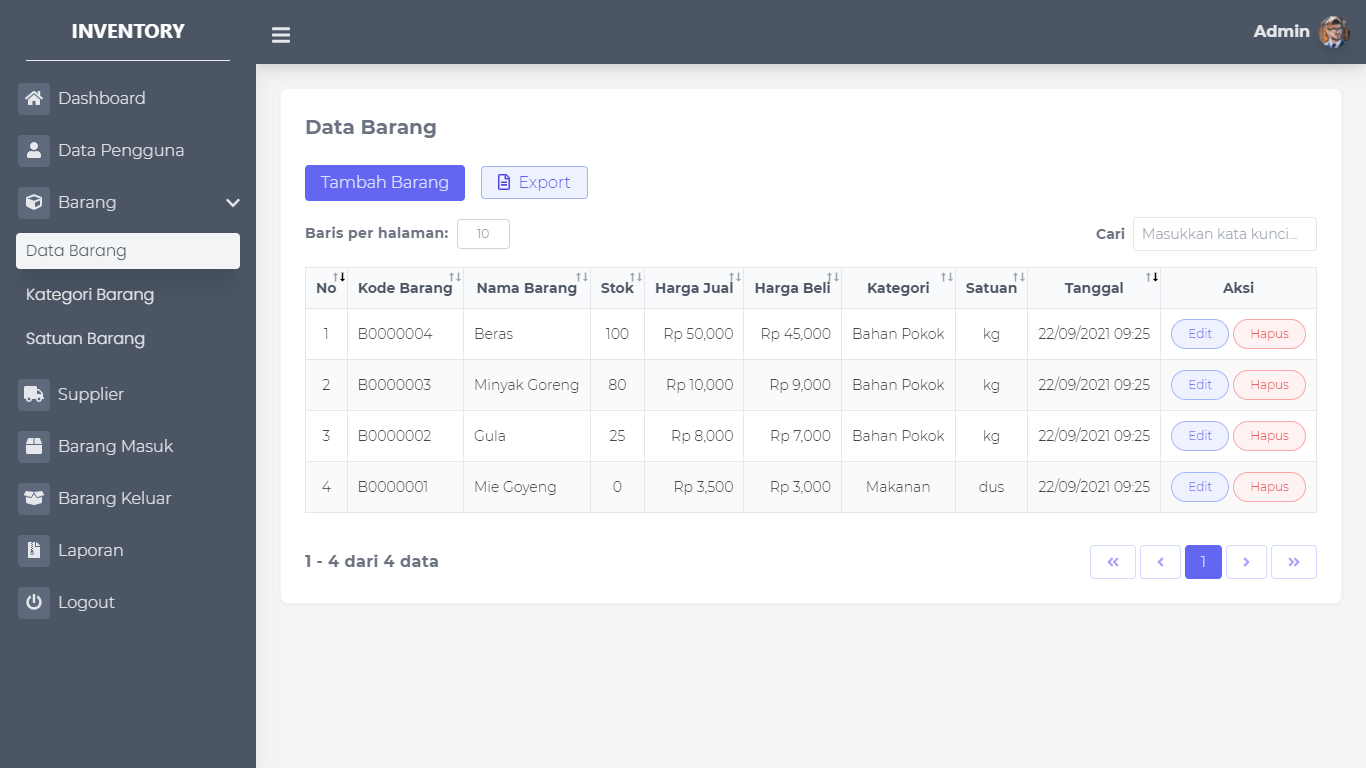 INVENTORY
Admin
Dashboard
Data Pengguna
Barang
Data Barang
Kategori Barang
Satuan Barang
Supplier
Barang Masuk
Barang Keluar
Laporan
Logout
Data Barang
Tambah Barang Export
Baris per halaman: 10 Cari Masukkan kata kunci...
No Kode Barang Nama Barang Stok Harga Jual Harga Beli Kategori Satuan Tanggal Aksi
1 B0000004 Beras 100 Rp 50,000 Rp 45,000 Bahan Pokok kg 22/09/2021 09:25 Edit Hapus
2 B0000003 Minyak Goreng 80 Rp 10,000 Rp 9,000 Bahan Pokok kg 22/09/2021 09:25 Edit Hapus
3 B0000002 Gula 25 Rp 8,000 Rp 7,000 Bahan Pokok kg 22/09/2021 09:25 Edit Hapus
4 B0000001 Mie Goyeng 0 Rp 3,500 Rp 3,000 Makanan dus 22/09/2021 09:25 Edit Hapus
1 - 4 dari 4 data « ‹ 1 › »